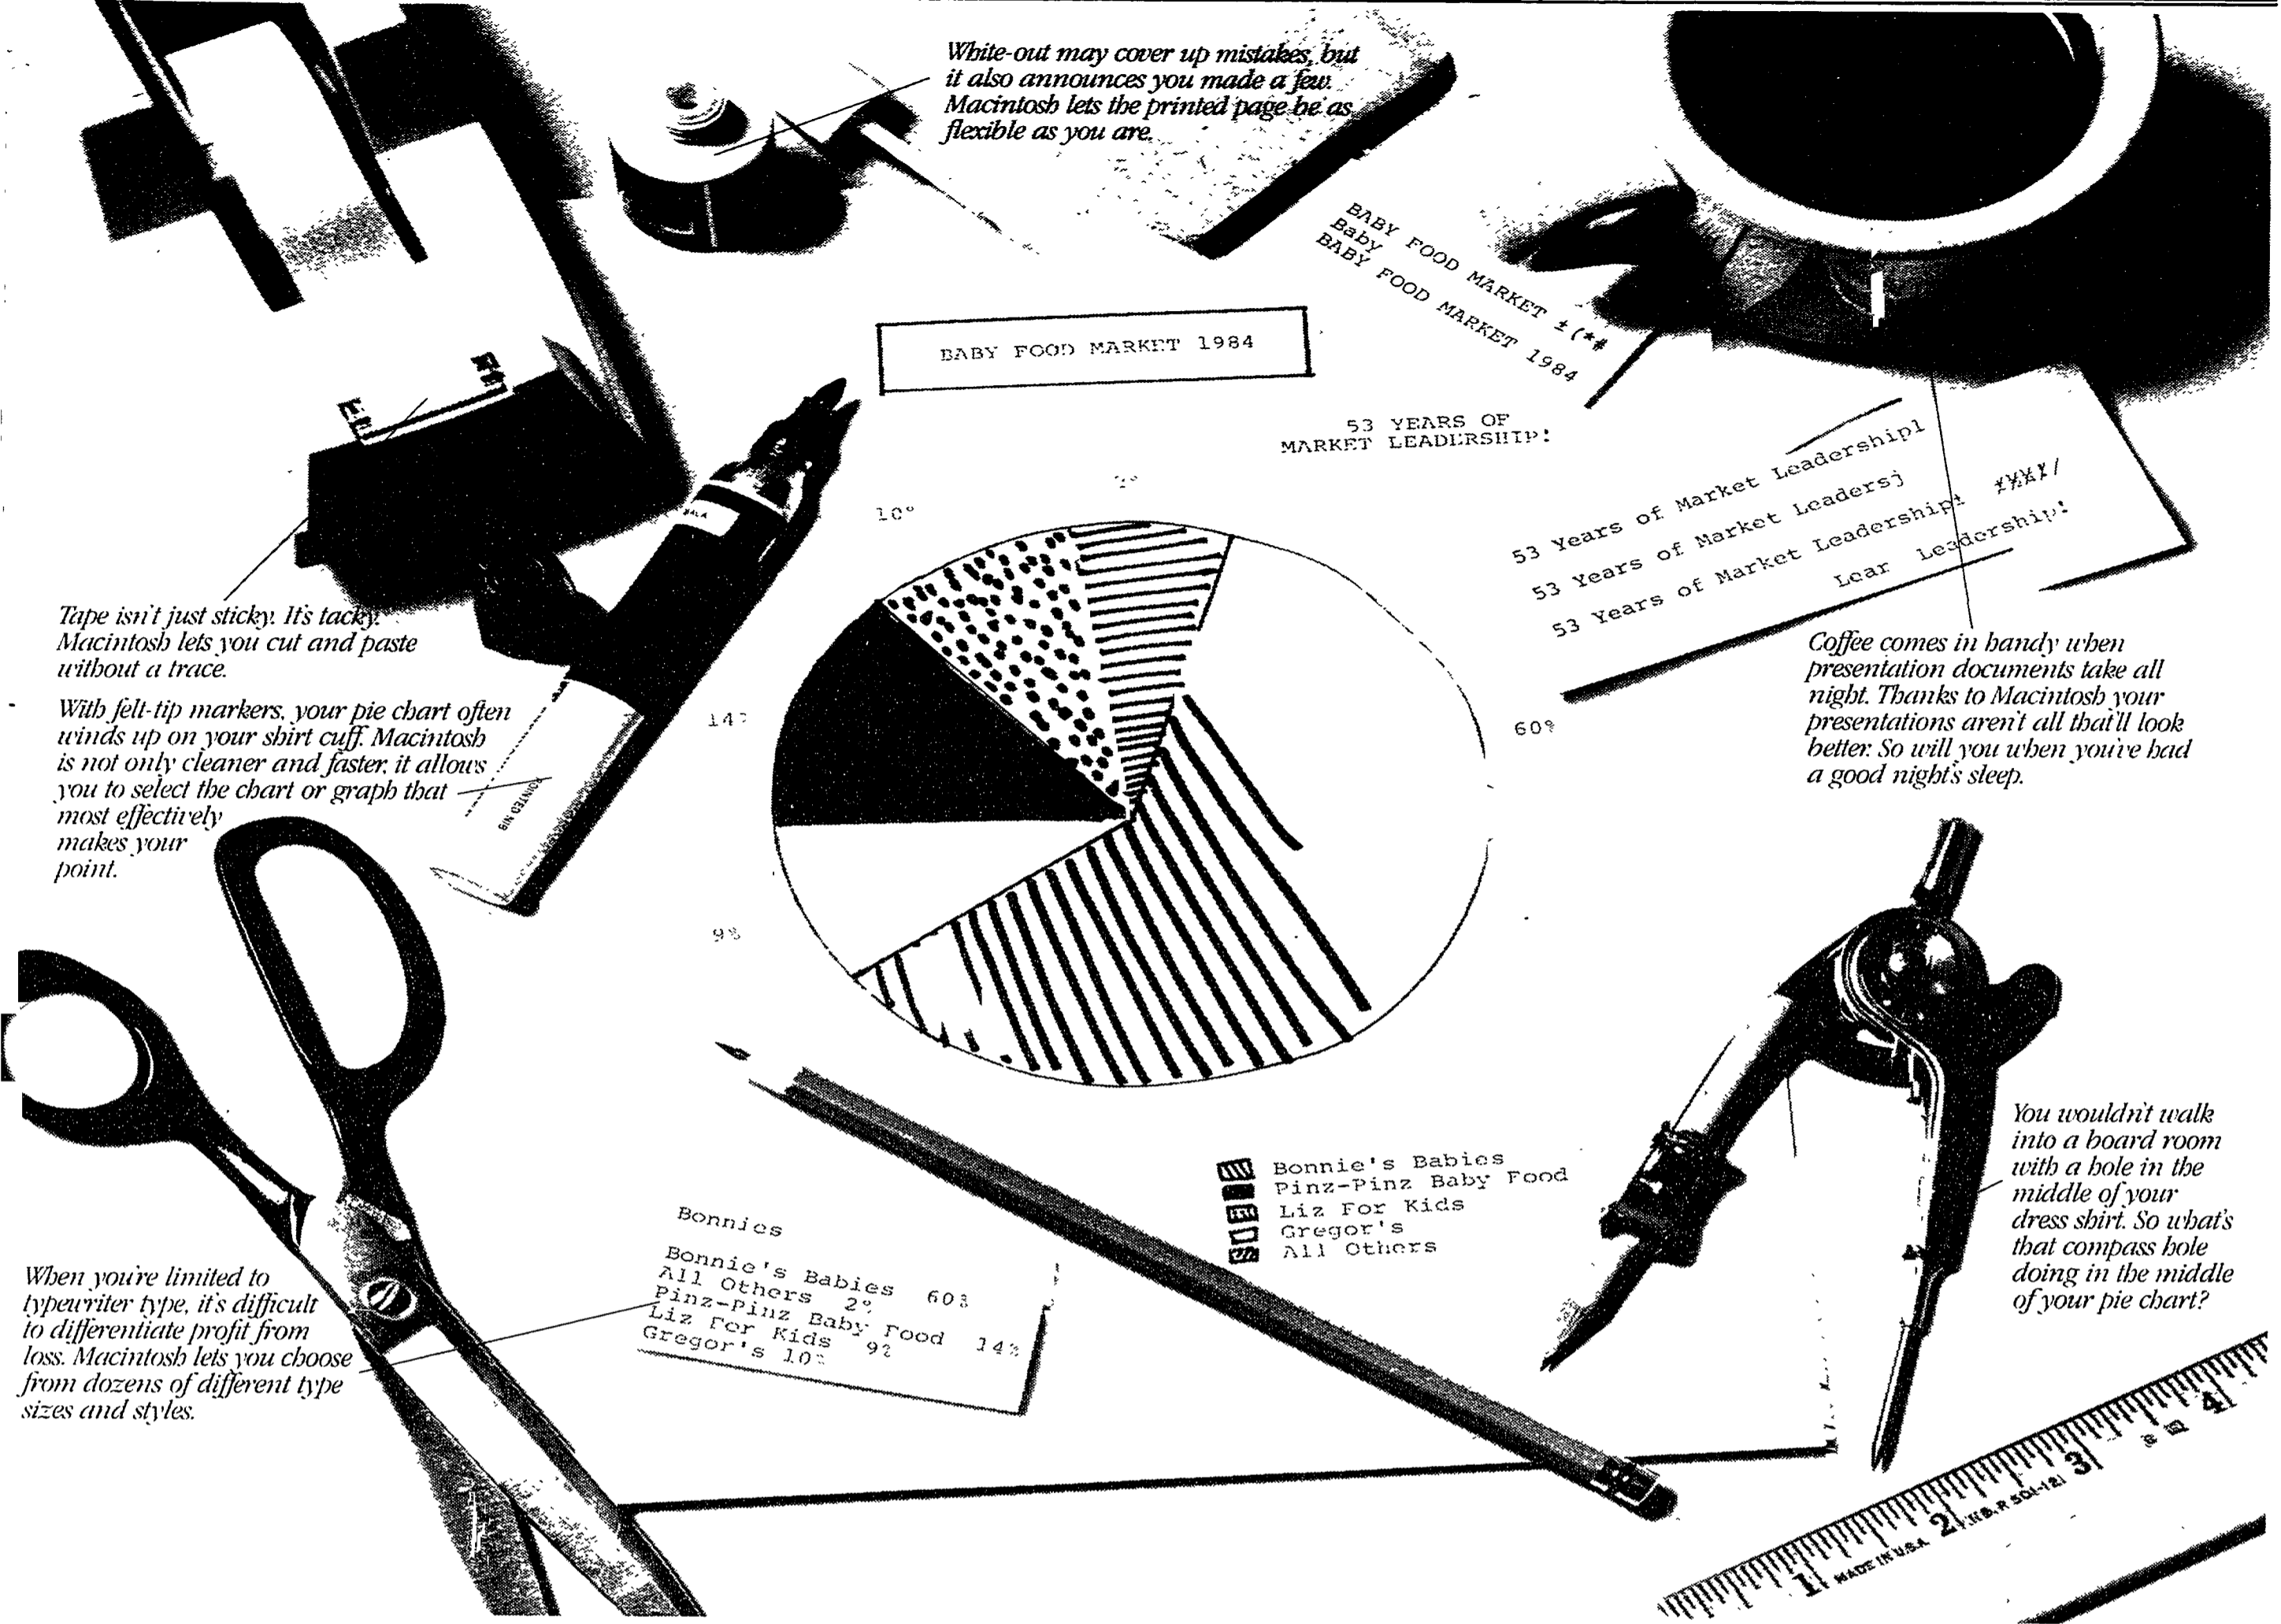 White-out may cover up mistakes, but
it also announces you made a few.
Macintosh lets the printed page be as
flexible as you are.
BABY FOOD MARKET ± (*#
Baby
BABY FOOD MARKET 1984
BABY FOOD MARKET 1984
53 YEARS OF
MARKET LEADERSHIP!
53 Years of Market Leadership1
53 Years of Market Leadersj
53 Years of Market Leadership±
Lear Leadership!
10%
2%
14%
60%
9%
Tape isn't just sticky. It's tacky.
Macintosh lets you cut and paste
without a trace.
With felt-tip markers, your pie chart often
winds up on your shirt cuff. Macintosh
is not only cleaner and faster, it allows
you to select the chart or graph that
most effectively
makes your
point.
POINTED NIB
Coffee comes in handy when
presentation documents take all
night. Thanks to Macintosh your
presentations aren't all that'll look
better. So will you when you've had
a good night's sleep.
You wouldn't walk
into a board room
with a hole in the
middle of your
dress shirt. So what's
that compass hole
doing in the middle
of your pie chart?
Bonnie's Babies
Pinz-Pinz Baby Food
Liz For Kids
Gregor's
All Others
Bonnies
Bonnie's Babies 60%
All Others 2%
Pinz-Pinz Baby Food 14%
Liz For Kids 9%
Gregor's 10%
When you're limited to
typewriter type, it's difficult
to differentiate profit from
loss. Macintosh lets you choose
from dozens of different type
sizes and styles.
1 2 3 4
MADE IN U.S.A.